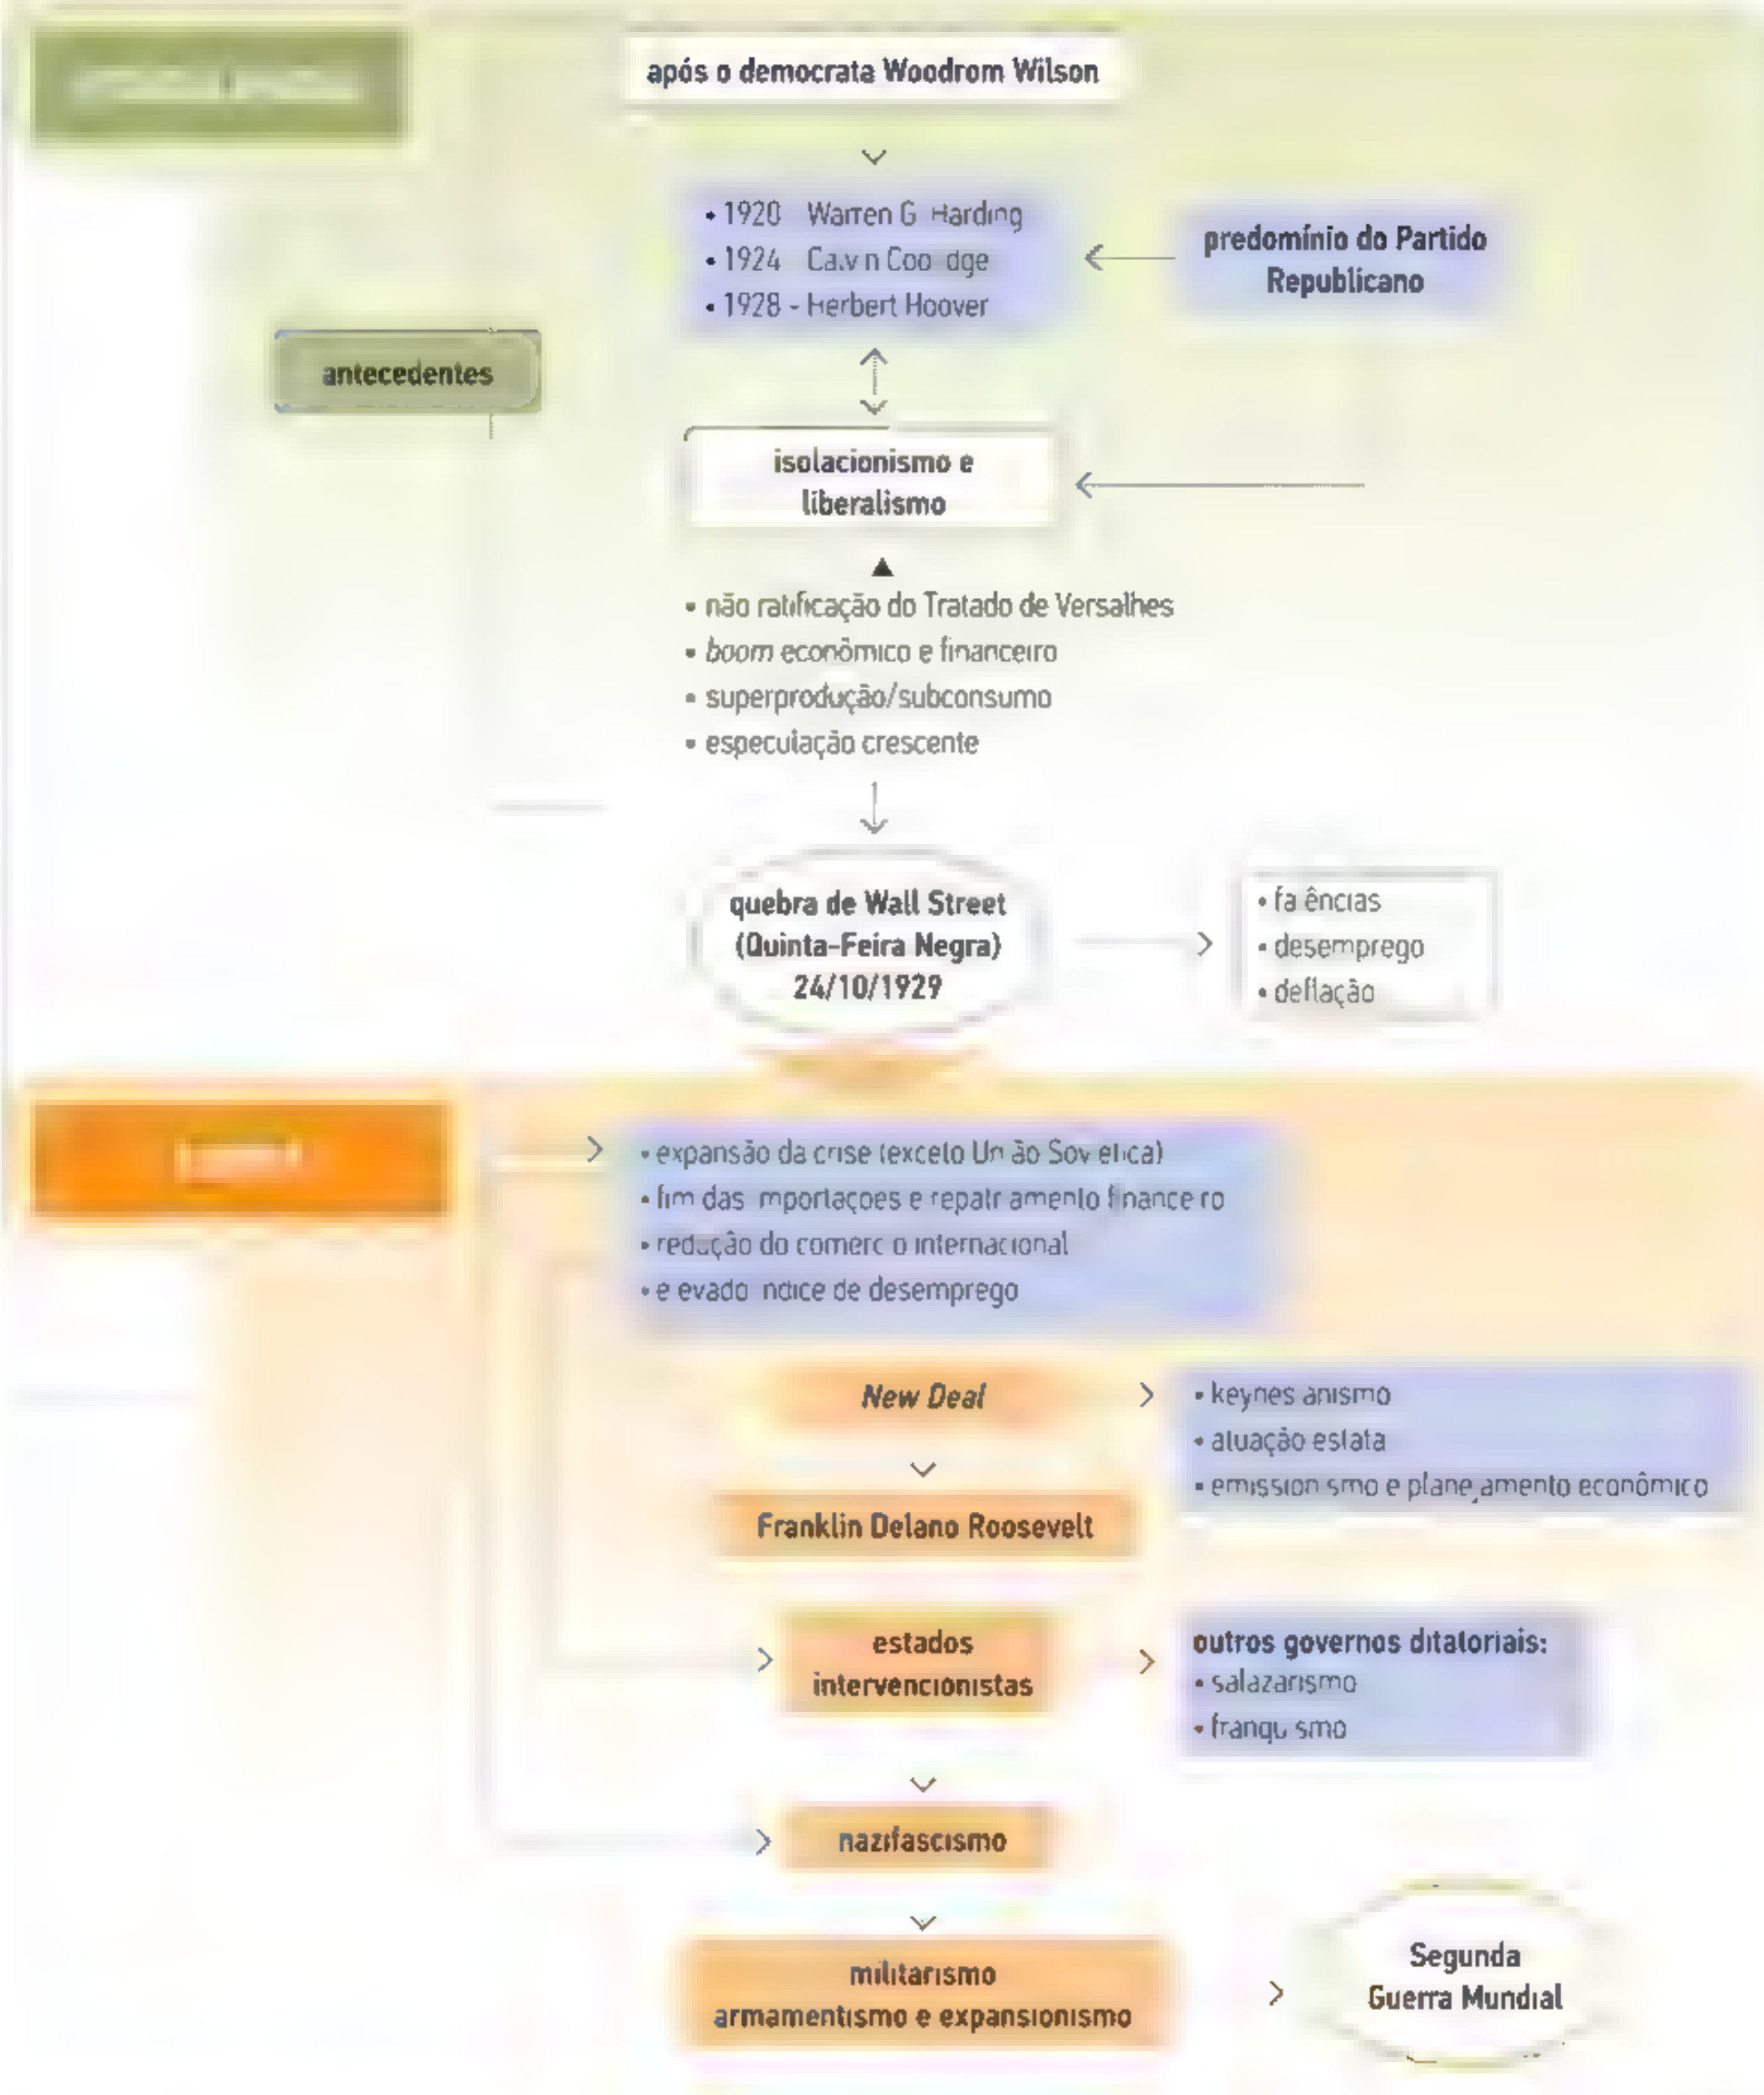 após o democrata Woodrom Wilson
• 1920 Warren G Harding
• 1924 Calvin Coolidge
• 1928 - Herbert Hoover
predomínio do Partido
Republicano
antecedentes
isolacionismo e
liberalismo
• não ratificação do Tratado de Versalhes
• boom econômico e financeiro
• superprodução/subconsumo
• especulação crescente
quebra de Wall Street
(Quinta-Feira Negra)
24/10/1929
• falências
• desemprego
• deflação
• expansão da crise (exceto União Soviética)
• fim das importações e repatriamento financeiro
• redução do comércio internacional
• elevado índice de desemprego
New Deal
• keynesianismo
• atuação estatal
• emissionismo e planejamento econômico
Franklin Delano Roosevelt
estados
intervencionistas
outros governos ditatoriais:
• salazarismo
• franquismo
nazifascismo
militarismo
armamentismo e expansionismo
Segunda
Guerra Mundial